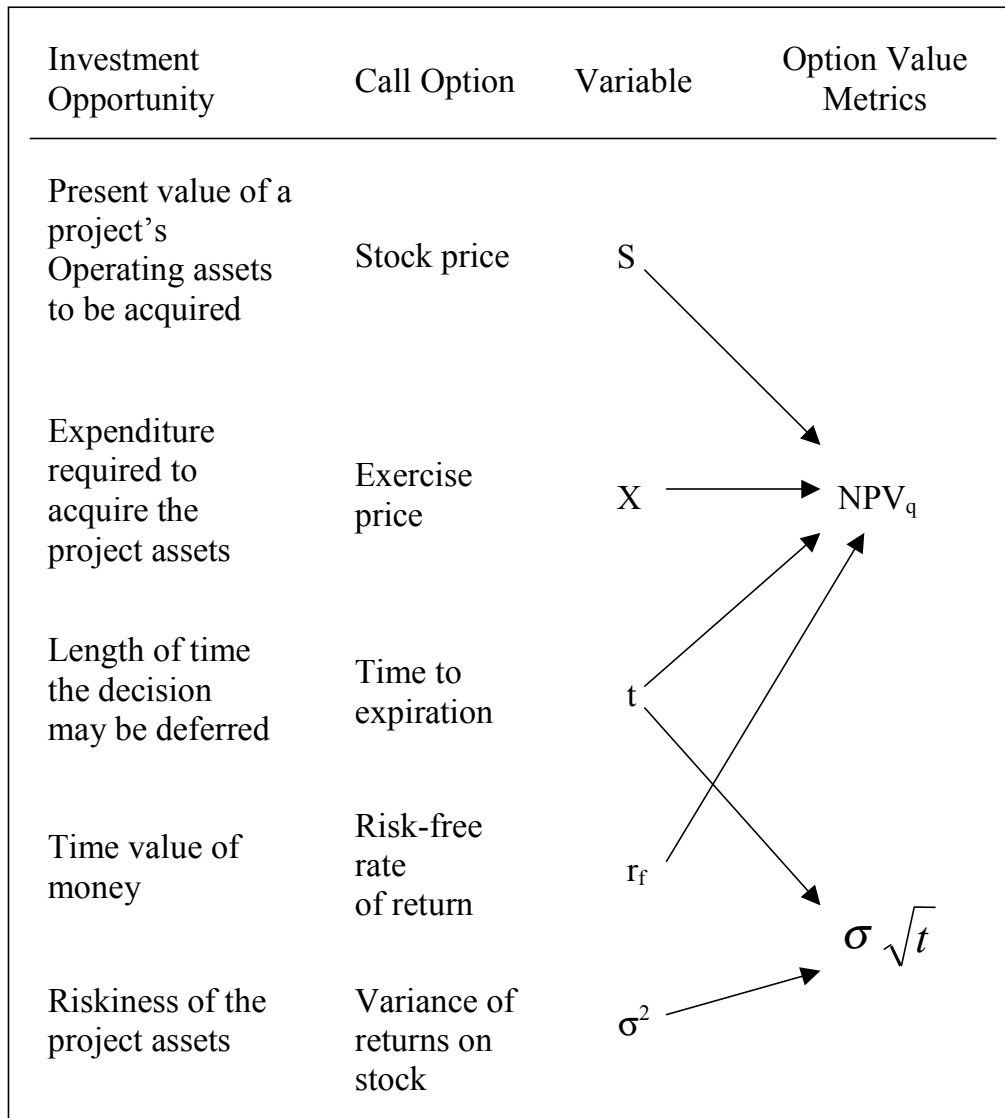 Investment
Opportunity
Call Option
Variable
Option Value
Metrics
Present value of a
project’s
Operating assets
to be acquired
Stock price
S
Expenditure
required to
acquire the
project assets
Exercise
price
X
NPVq
Length of time
the decision
may be deferred
Time to
expiration
t
Time value of
money
Risk-free
rate
of return
rf
σ √t
Riskiness of the
project assets
Variance of
returns on
stock
σ²